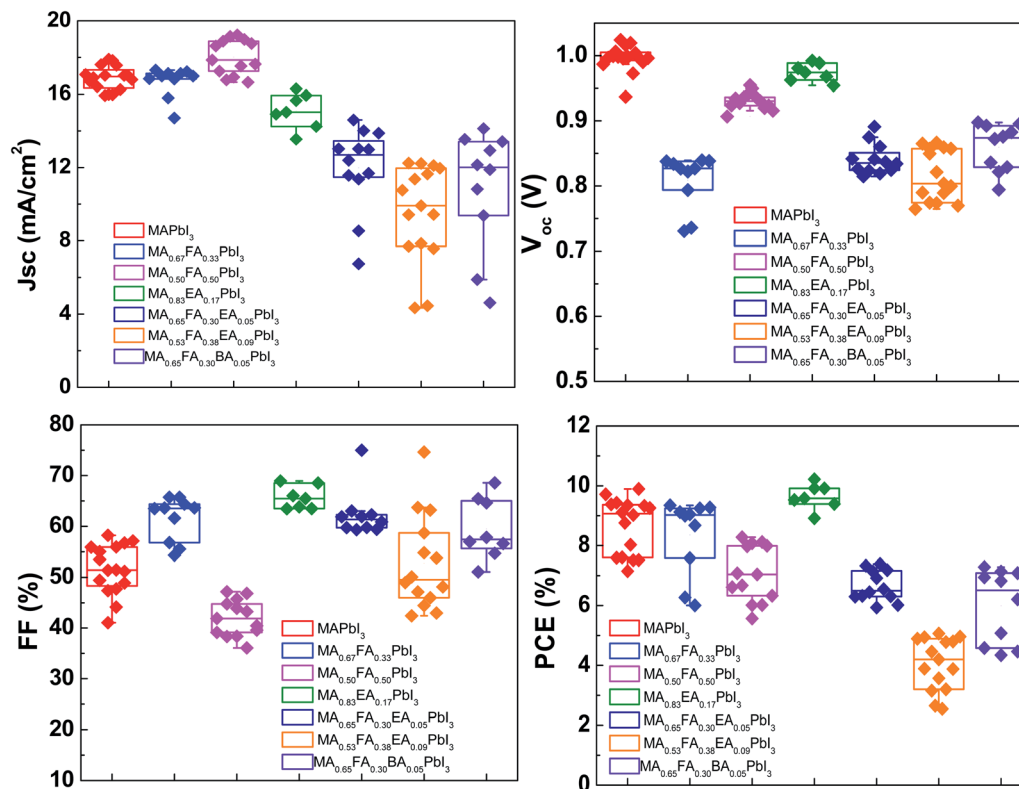 Jsc (mA/cm²)
20
16
12
8
4
0
MAPbI₃
MA₀.₆₇FA₀.₃₃PbI₃
MA₀.₅₀FA₀.₅₀PbI₃
MA₀.₈₃EA₀.₁₇PbI₃
MA₀.₆₅FA₀.₃₀EA₀.₀₅PbI₃
MA₀.₅₃FA₀.₃₈EA₀.₀₉PbI₃
MA₀.₆₅FA₀.₃₀BA₀.₀₅PbI₃
Voc (V)
1.0
0.9
0.8
0.7
0.6
0.5
MAPbI₃
MA₀.₆₇FA₀.₃₃PbI₃
MA₀.₅₀FA₀.₅₀PbI₃
MA₀.₈₃EA₀.₁₇PbI₃
MA₀.₆₅FA₀.₃₀EA₀.₀₅PbI₃
MA₀.₅₃FA₀.₃₈EA₀.₀₉PbI₃
MA₀.₆₅FA₀.₃₀BA₀.₀₅PbI₃
FF (%)
80
70
60
50
40
30
20
10
MAPbI₃
MA₀.₆₇FA₀.₃₃PbI₃
MA₀.₅₀FA₀.₅₀PbI₃
MA₀.₈₃EA₀.₁₇PbI₃
MA₀.₆₅FA₀.₃₀EA₀.₀₅PbI₃
MA₀.₅₃FA₀.₃₈EA₀.₀₉PbI₃
MA₀.₆₅FA₀.₃₀BA₀.₀₅PbI₃
PCE (%)
12
10
8
6
4
2
0
MAPbI₃
MA₀.₆₇FA₀.₃₃PbI₃
MA₀.₅₀FA₀.₅₀PbI₃
MA₀.₈₃EA₀.₁₇PbI₃
MA₀.₆₅FA₀.₃₀EA₀.₀₅PbI₃
MA₀.₅₃FA₀.₃₈EA₀.₀₉PbI₃
MA₀.₆₅FA₀.₃₀BA₀.₀₅PbI₃